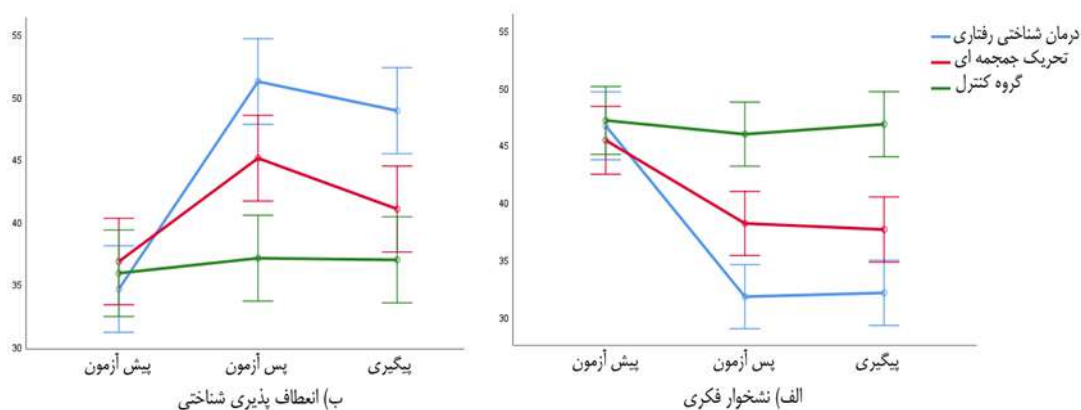 درمان شناختی رفتاری
تحریک جمجمه ای
گروه کنترل
55
50
45
40
35
30
پیش آزمون
پس آزمون
پیگیری
الف) نشخوار فکری
55
50
45
40
35
30
پیش آزمون
پس آزمون
پیگیری
ب) انعطاف پذیری شناختی